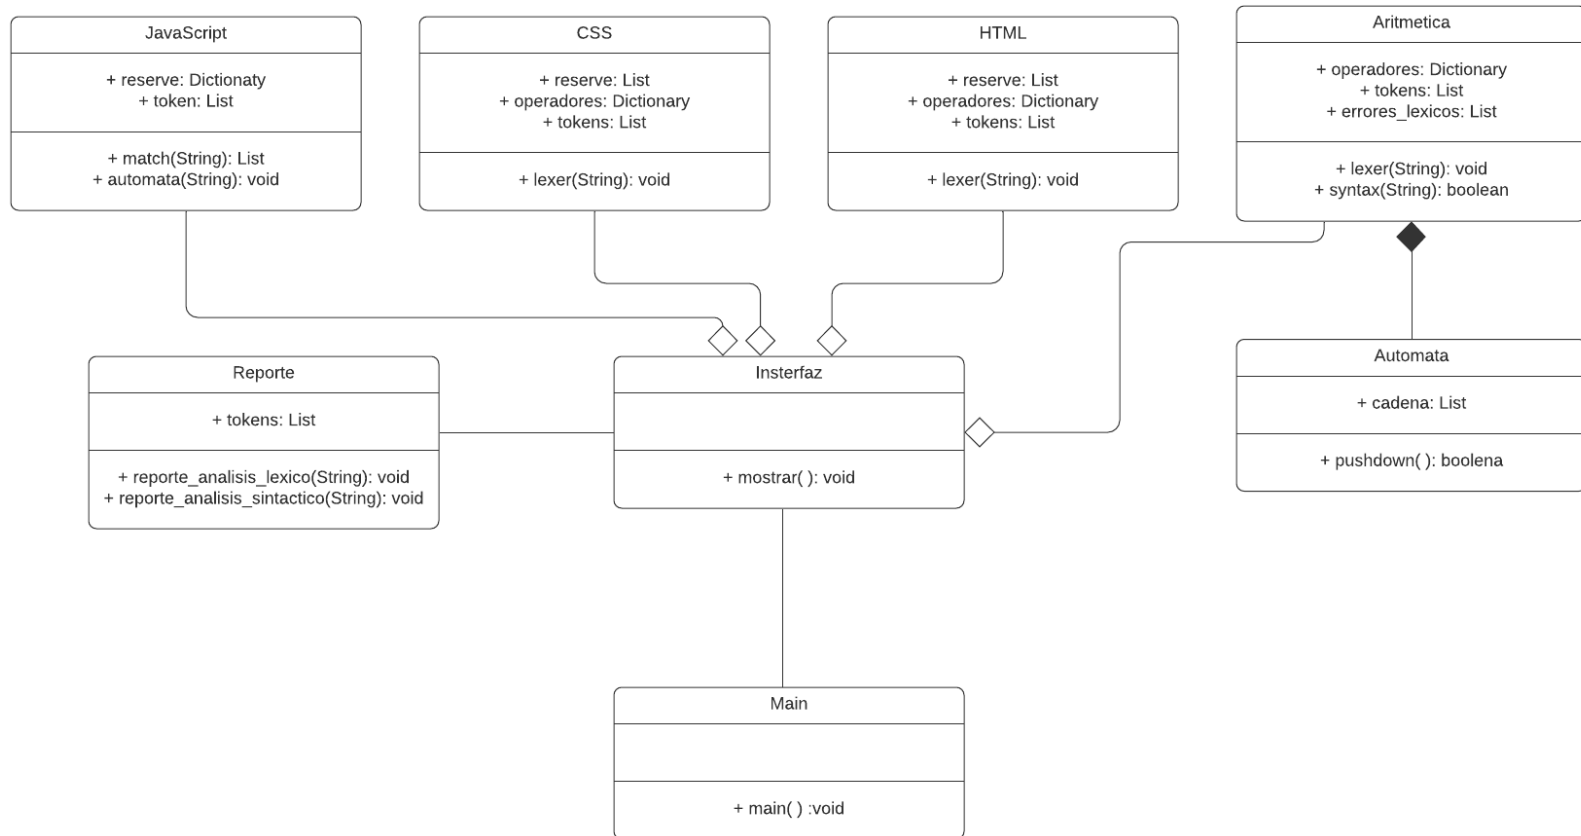 JavaScript
+ reserve: Dictionaty
+ token: List
+ match(String): List
+ automata(String): void
CSS
+ reserve: List
+ operadores: Dictionary
+ tokens: List
+ lexer(String): void
HTML
+ reserve: List
+ operadores: Dictionary
+ tokens: List
+ lexer(String): void
Aritmetica
+ operadores: Dictionary
+ tokens: List
+ errores_lexicos: List
+ lexer(String): void
+ syntax(String): boolean
Reporte
+ tokens: List
+ reporte_analisis_lexico(String): void
+ reporte_analisis_sintactico(String): void
Insterfaz
+ mostrar( ): void
Automata
+ cadena: List
+ pushdown( ): boolena
Main
+ main( ) :void